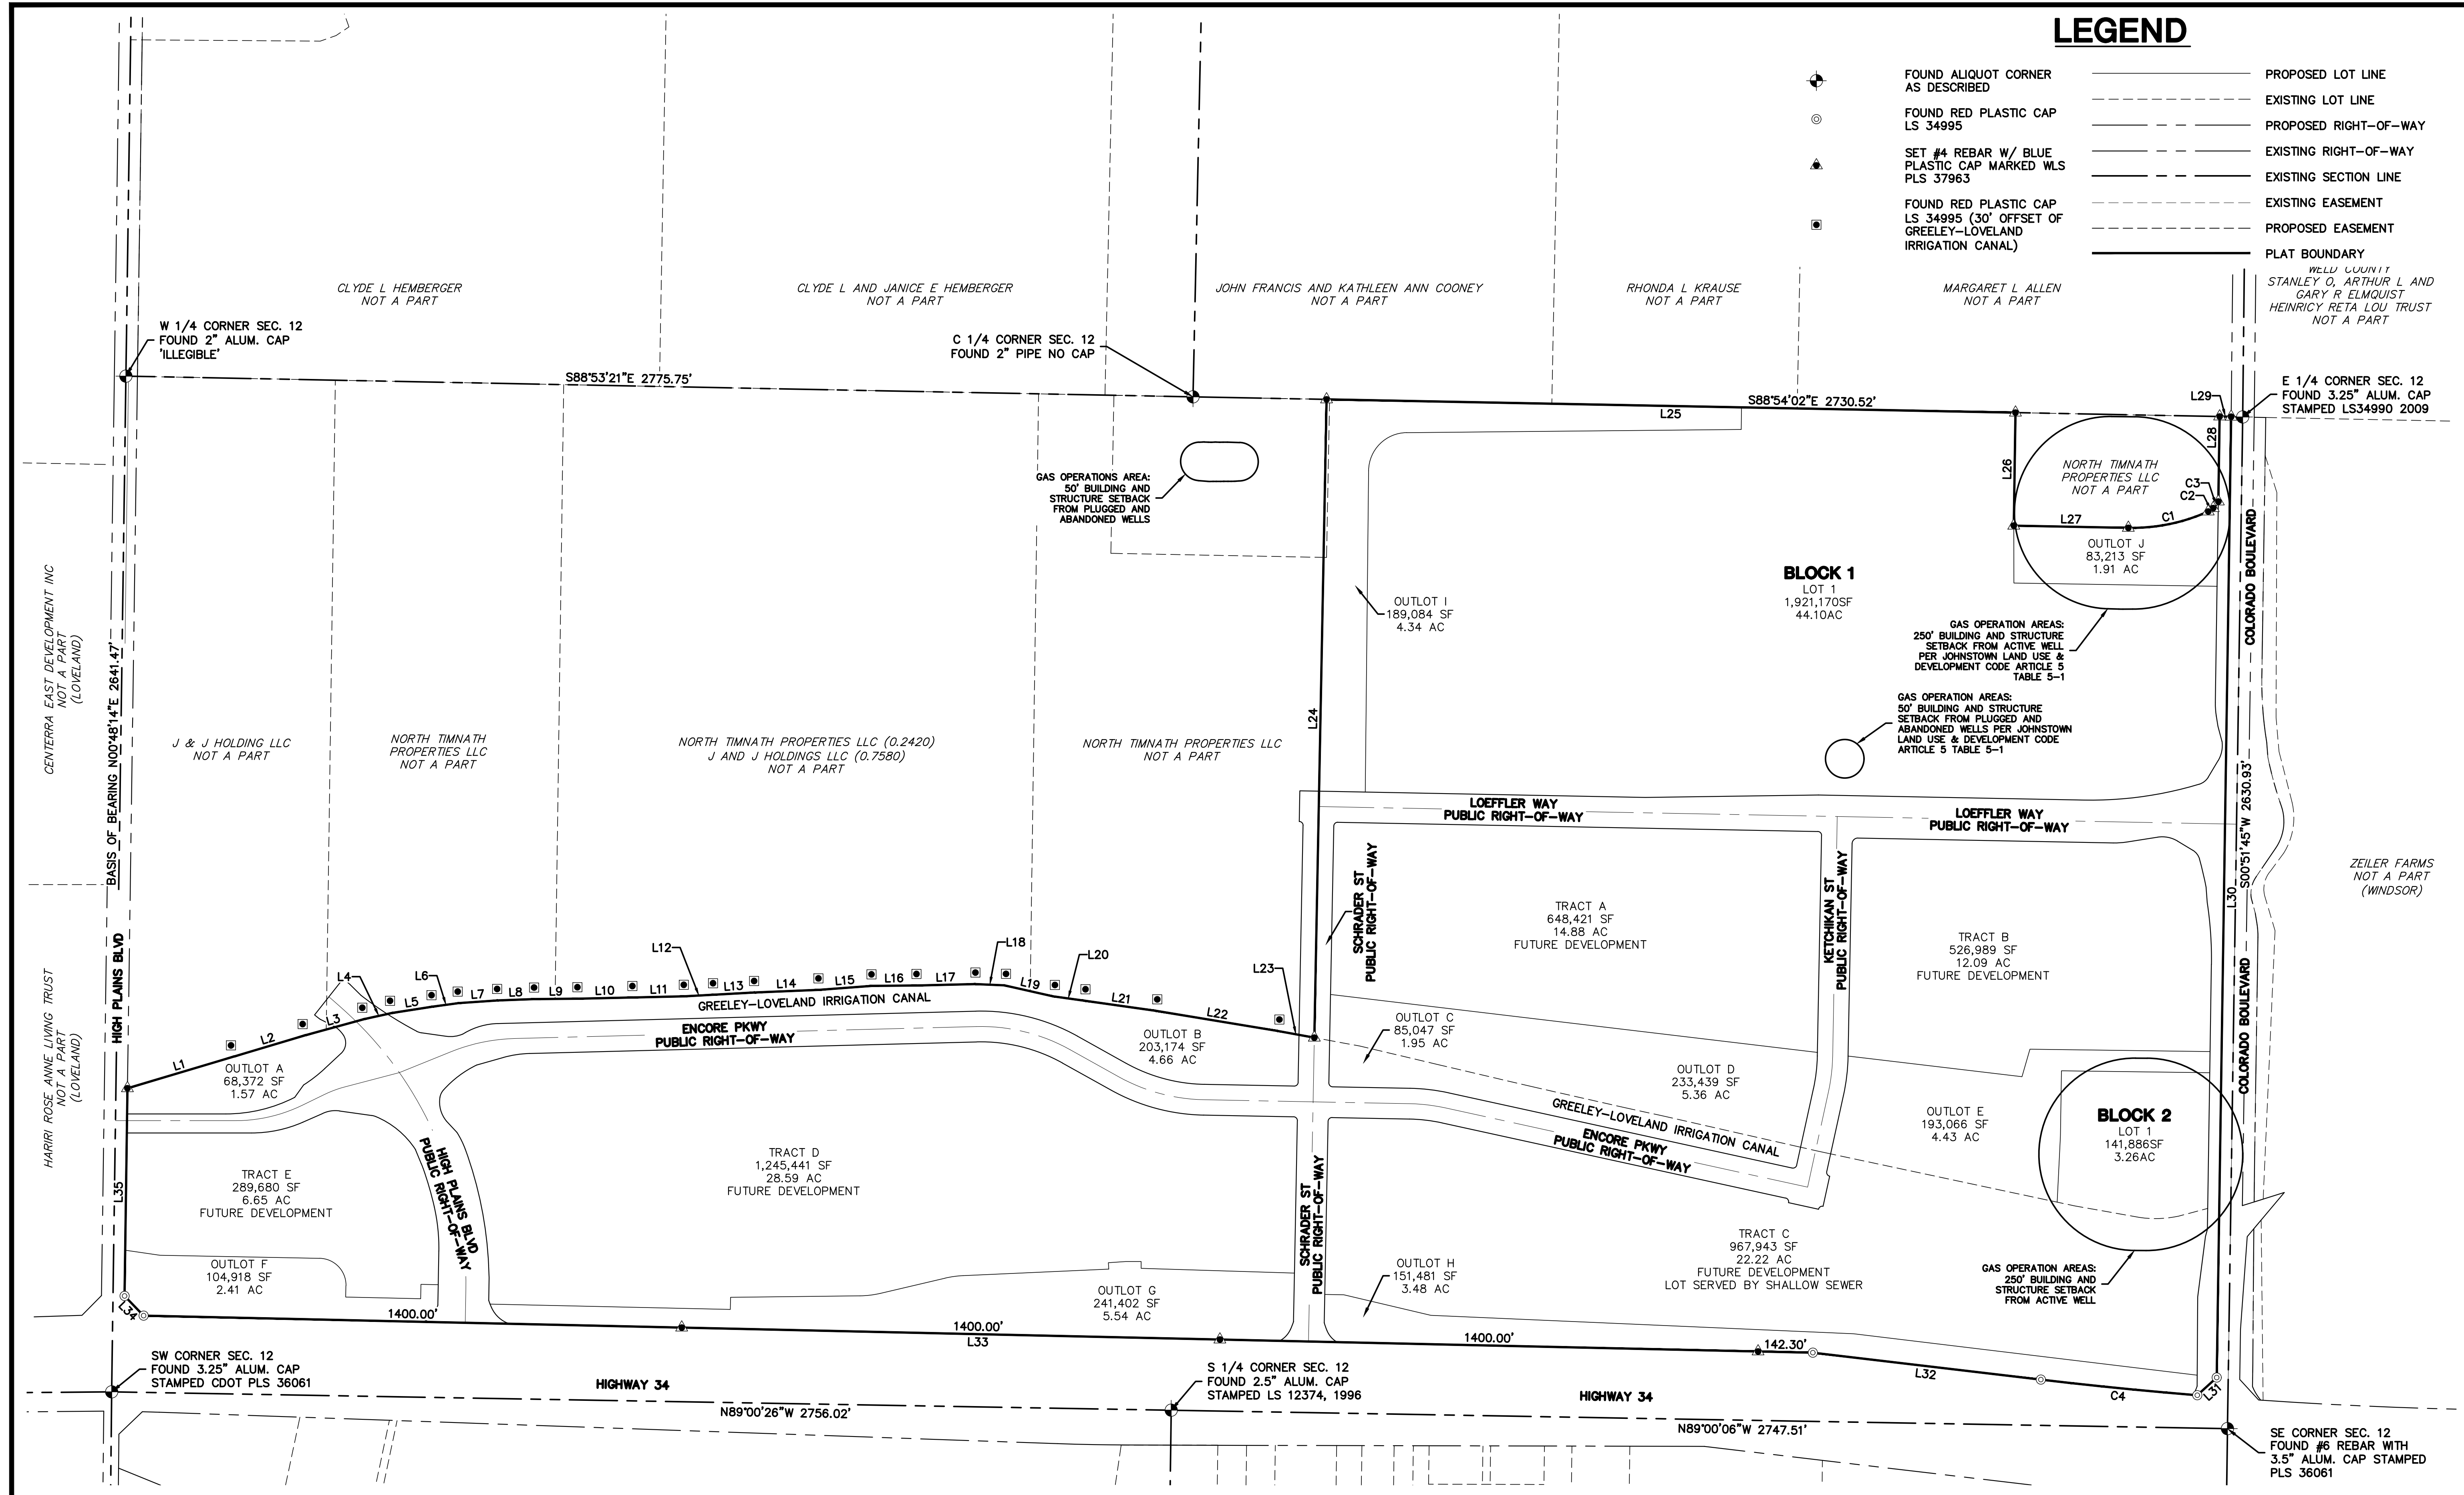 LEGEND
FOUND ALIQUOT CORNER
AS DESCRIBED
FOUND RED PLASTIC CAP
LS 34995
SET #4 REBAR W/ BLUE
PLASTIC CAP MARKED WLS
PLS 37963
FOUND RED PLASTIC CAP
LS 34995 (30' OFFSET OF
GREELEY-LOVELAND
IRRIGATION CANAL)
PROPOSED LOT LINE
EXISTING LOT LINE
PROPOSED RIGHT-OF-WAY
EXISTING RIGHT-OF-WAY
EXISTING SECTION LINE
EXISTING EASEMENT
PROPOSED EASEMENT
PLAT BOUNDARY
WELD COUNTY
STANLEY O, ARTHUR L AND
GARY R ELMQUIST
HEINRICY RETA LOU TRUST
NOT A PART
CLYDE L HEMBERGER
NOT A PART
CLYDE L AND JANICE E HEMBERGER
NOT A PART
JOHN FRANCIS AND KATHLEEN ANN COONEY
NOT A PART
RHONDA L KRAUSE
NOT A PART
MARGARET L ALLEN
NOT A PART
W 1/4 CORNER SEC. 12
FOUND 2" ALUM. CAP
'ILLEGIBLE'
C 1/4 CORNER SEC. 12
FOUND 2" PIPE NO CAP
E 1/4 CORNER SEC. 12
FOUND 3.25" ALUM. CAP
STAMPED LS34990 2009
S88°53'21"E 2775.75'
S88°54'02"E 2730.52'
L25
L29
L28
L26
NORTH TIMNATH
PROPERTIES LLC
NOT A PART
C3
C2
C1
L27
OUTLOT J
83,213 SF
1.91 AC
GAS OPERATIONS AREA:
50' BUILDING AND
STRUCTURE SETBACK
FROM PLUGGED AND
ABANDONED WELLS
BLOCK 1
LOT 1
1,921,170SF
44.10AC
OUTLOT I
189,084 SF
4.34 AC
GAS OPERATION AREAS:
250' BUILDING AND STRUCTURE
SETBACK FROM ACTIVE WELL
PER JOHNSTOWN LAND USE &
DEVELOPMENT CODE ARTICLE 5
TABLE 5-1
GAS OPERATION AREAS:
50' BUILDING AND STRUCTURE
SETBACK FROM PLUGGED AND
ABANDONED WELLS PER JOHNSTOWN
LAND USE & DEVELOPMENT CODE
ARTICLE 5 TABLE 5-1
COLORADO BOULEVARD
S00°51'45"W 2630.93'
L30
COLORADO BOULEVARD
ZEILER FARMS
NOT A PART
(WINDSOR)
CENTERRA EAST DEVELOPMENT INC
NOT A PART
(LOVELAND)
BASIS OF BEARING N00°48'14"E 2641.47'
HIGH PLAINS BLVD
HARIRI ROSE ANNE LIVING TRUST
NOT A PART
(LOVELAND)
J & J HOLDING LLC
NOT A PART
NORTH TIMNATH
PROPERTIES LLC
NOT A PART
NORTH TIMNATH PROPERTIES LLC (0.2420)
J AND J HOLDINGS LLC (0.7580)
NOT A PART
NORTH TIMNATH PROPERTIES LLC
NOT A PART
L24
LOEFFLER WAY
PUBLIC RIGHT-OF-WAY
LOEFFLER WAY
PUBLIC RIGHT-OF-WAY
SCHRADER ST
PUBLIC RIGHT-OF-WAY
KETCHIKAN ST
PUBLIC RIGHT-OF-WAY
TRACT A
648,421 SF
14.88 AC
FUTURE DEVELOPMENT
TRACT B
526,989 SF
12.09 AC
FUTURE DEVELOPMENT
L1
L2
L3
L4
L5
L6
L7
L8
L9
L10
L11
L12
L13
L14
L15
L16
L17
L18
L19
L20
L21
L22
L23
GREELEY-LOVELAND IRRIGATION CANAL
ENCORE PKWY
PUBLIC RIGHT-OF-WAY
OUTLOT A
68,372 SF
1.57 AC
OUTLOT B
203,174 SF
4.66 AC
OUTLOT C
85,047 SF
1.95 AC
OUTLOT D
233,439 SF
5.36 AC
GREELEY-LOVELAND IRRIGATION CANAL
ENCORE PKWY
PUBLIC RIGHT-OF-WAY
OUTLOT E
193,066 SF
4.43 AC
BLOCK 2
LOT 1
141,886SF
3.26AC
L35
TRACT E
289,680 SF
6.65 AC
FUTURE DEVELOPMENT
HIGH PLAINS BLVD
PUBLIC RIGHT-OF-WAY
TRACT D
1,245,441 SF
28.59 AC
FUTURE DEVELOPMENT
SCHRADER ST
PUBLIC RIGHT-OF-WAY
TRACT C
967,943 SF
22.22 AC
FUTURE DEVELOPMENT
LOT SERVED BY SHALLOW SEWER
GAS OPERATION AREAS:
250' BUILDING AND
STRUCTURE SETBACK
FROM ACTIVE WELL
OUTLOT F
104,918 SF
2.41 AC
OUTLOT G
241,402 SF
5.54 AC
OUTLOT H
151,481 SF
3.48 AC
L34
1400.00'
1400.00'
L33
1400.00'
142.30'
L32
C4
L31
SW CORNER SEC. 12
FOUND 3.25" ALUM. CAP
STAMPED CDOT PLS 36061
HIGHWAY 34
N89°00'26"W 2756.02'
S 1/4 CORNER SEC. 12
FOUND 2.5" ALUM. CAP
STAMPED LS 12374, 1996
HIGHWAY 34
N89°00'06"W 2747.51'
SE CORNER SEC. 12
FOUND #6 REBAR WITH
3.5" ALUM. CAP STAMPED
PLS 36061